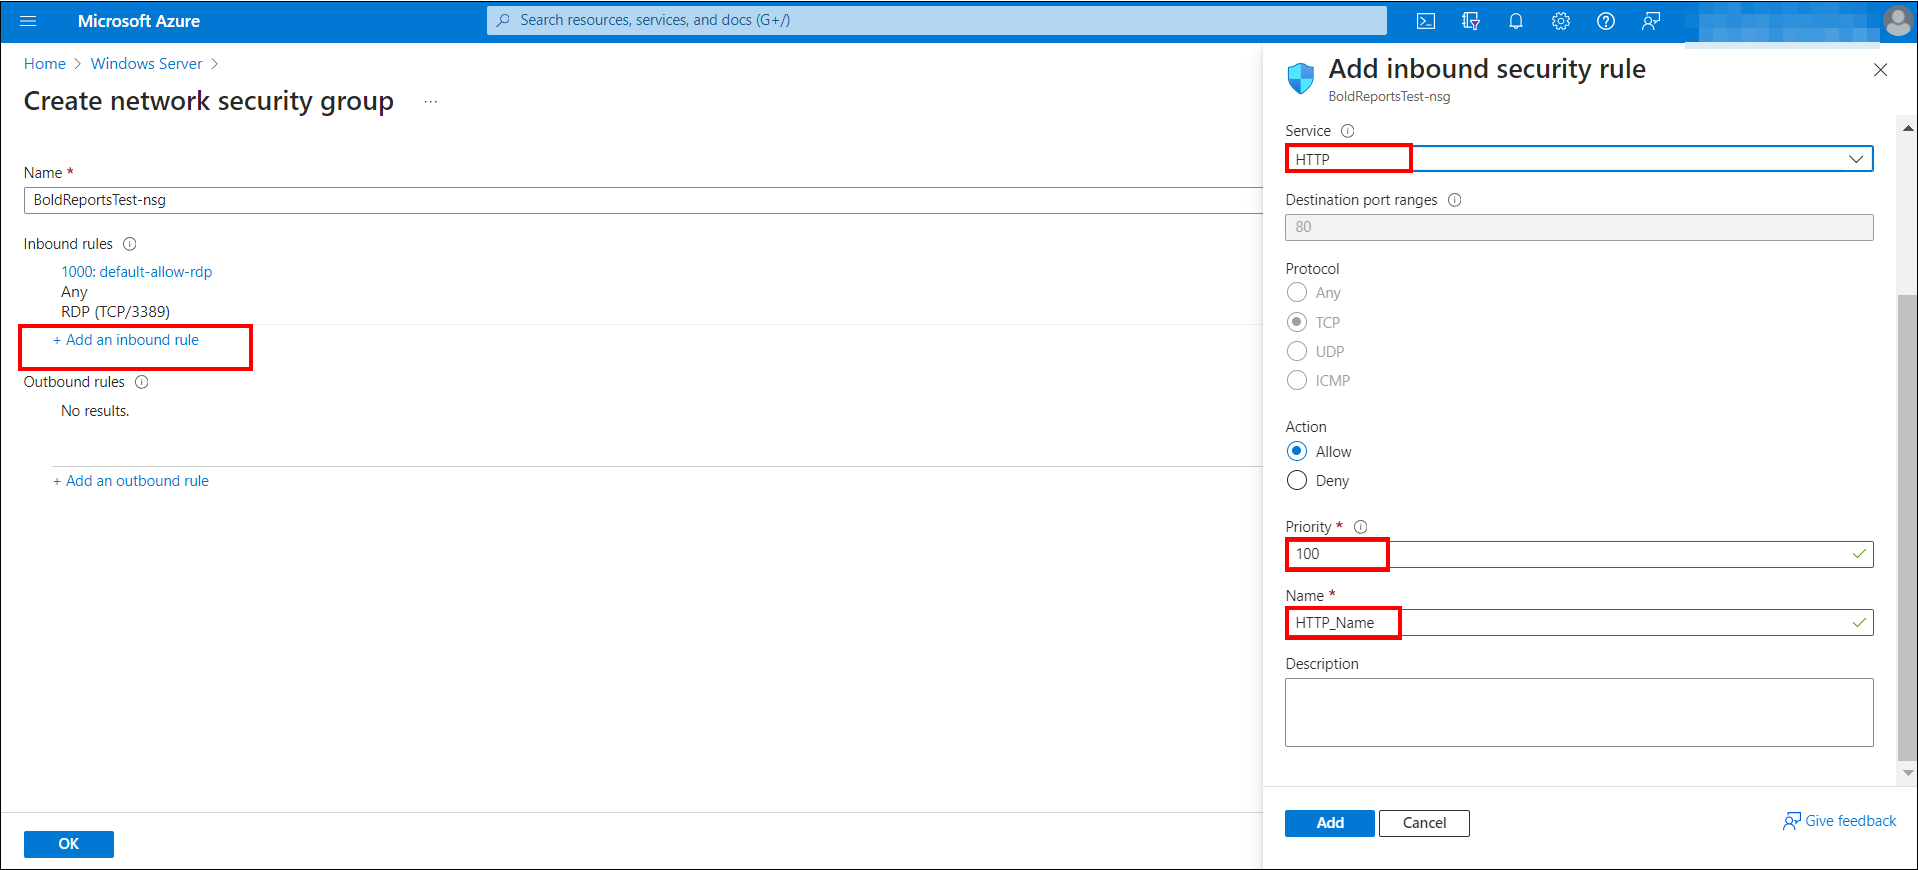 Microsoft Azure
Search resources, services, and docs (G+/)
Home > Windows Server >
Create network security group ...
Name *
BoldReportsTest-nsg
Inbound rules
1000: default-allow-rdp
Any
RDP (TCP/3389)
+ Add an inbound rule
Outbound rules
No results.
+ Add an outbound rule
OK
Add inbound security rule
BoldReportsTest-nsg
Service
HTTP
Destination port ranges
80
Protocol
Any
TCP
UDP
ICMP
Action
Allow
Deny
Priority *
100
Name *
HTTP_Name
Description
Add
Cancel
Give feedback